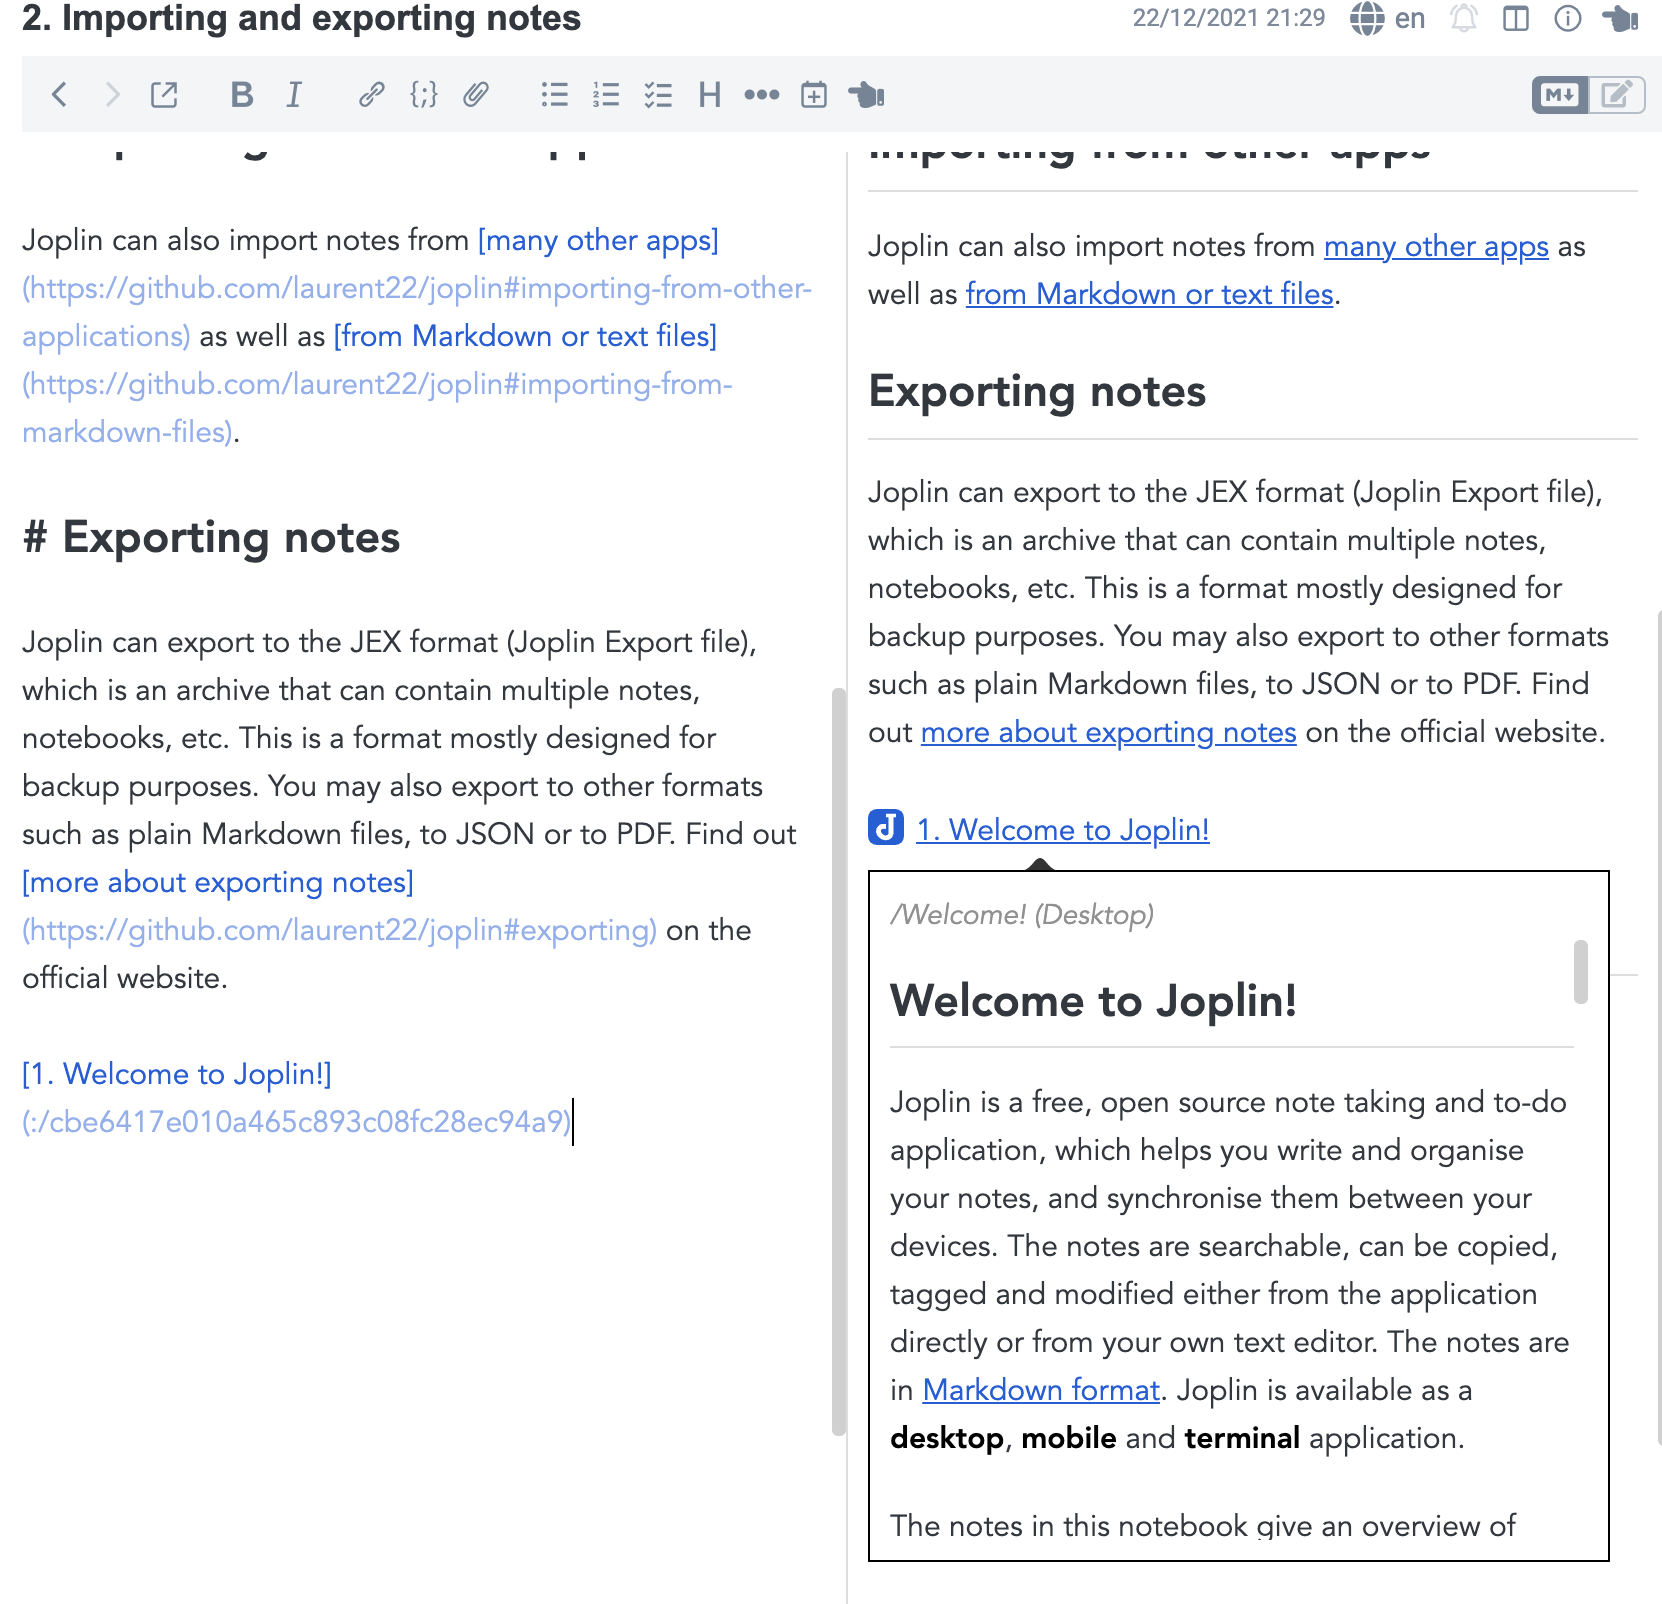 2. Importing and exporting notes
22/12/2021 21:29
en
B I
H
M
Importing from other apps
Joplin can also import notes from [many other apps]
(https://github.com/laurent22/joplin#importing-from-other-
applications) as well as [from Markdown or text files]
(https://github.com/laurent22/joplin#importing-from-
markdown-files).
# Exporting notes
Joplin can export to the JEX format (Joplin Export file),
which is an archive that can contain multiple notes,
notebooks, etc. This is a format mostly designed for
backup purposes. You may also export to other formats
such as plain Markdown files, to JSON or to PDF. Find out
[more about exporting notes]
(https://github.com/laurent22/joplin#exporting) on the
official website.
[1. Welcome to Joplin!]
(:/cbe6417e010a465c893c08fc28ec94a9)
Joplin can also import notes from many other apps as
well as from Markdown or text files.
Exporting notes
Joplin can export to the JEX format (Joplin Export file),
which is an archive that can contain multiple notes,
notebooks, etc. This is a format mostly designed for
backup purposes. You may also export to other formats
such as plain Markdown files, to JSON or to PDF. Find
out more about exporting notes on the official website.
1. Welcome to Joplin!
/Welcome! (Desktop)
Welcome to Joplin!
Joplin is a free, open source note taking and to-do
application, which helps you write and organise
your notes, and synchronise them between your
devices. The notes are searchable, can be copied,
tagged and modified either from the application
directly or from your own text editor. The notes are
in Markdown format. Joplin is available as a
desktop, mobile and terminal application.
The notes in this notebook give an overview of